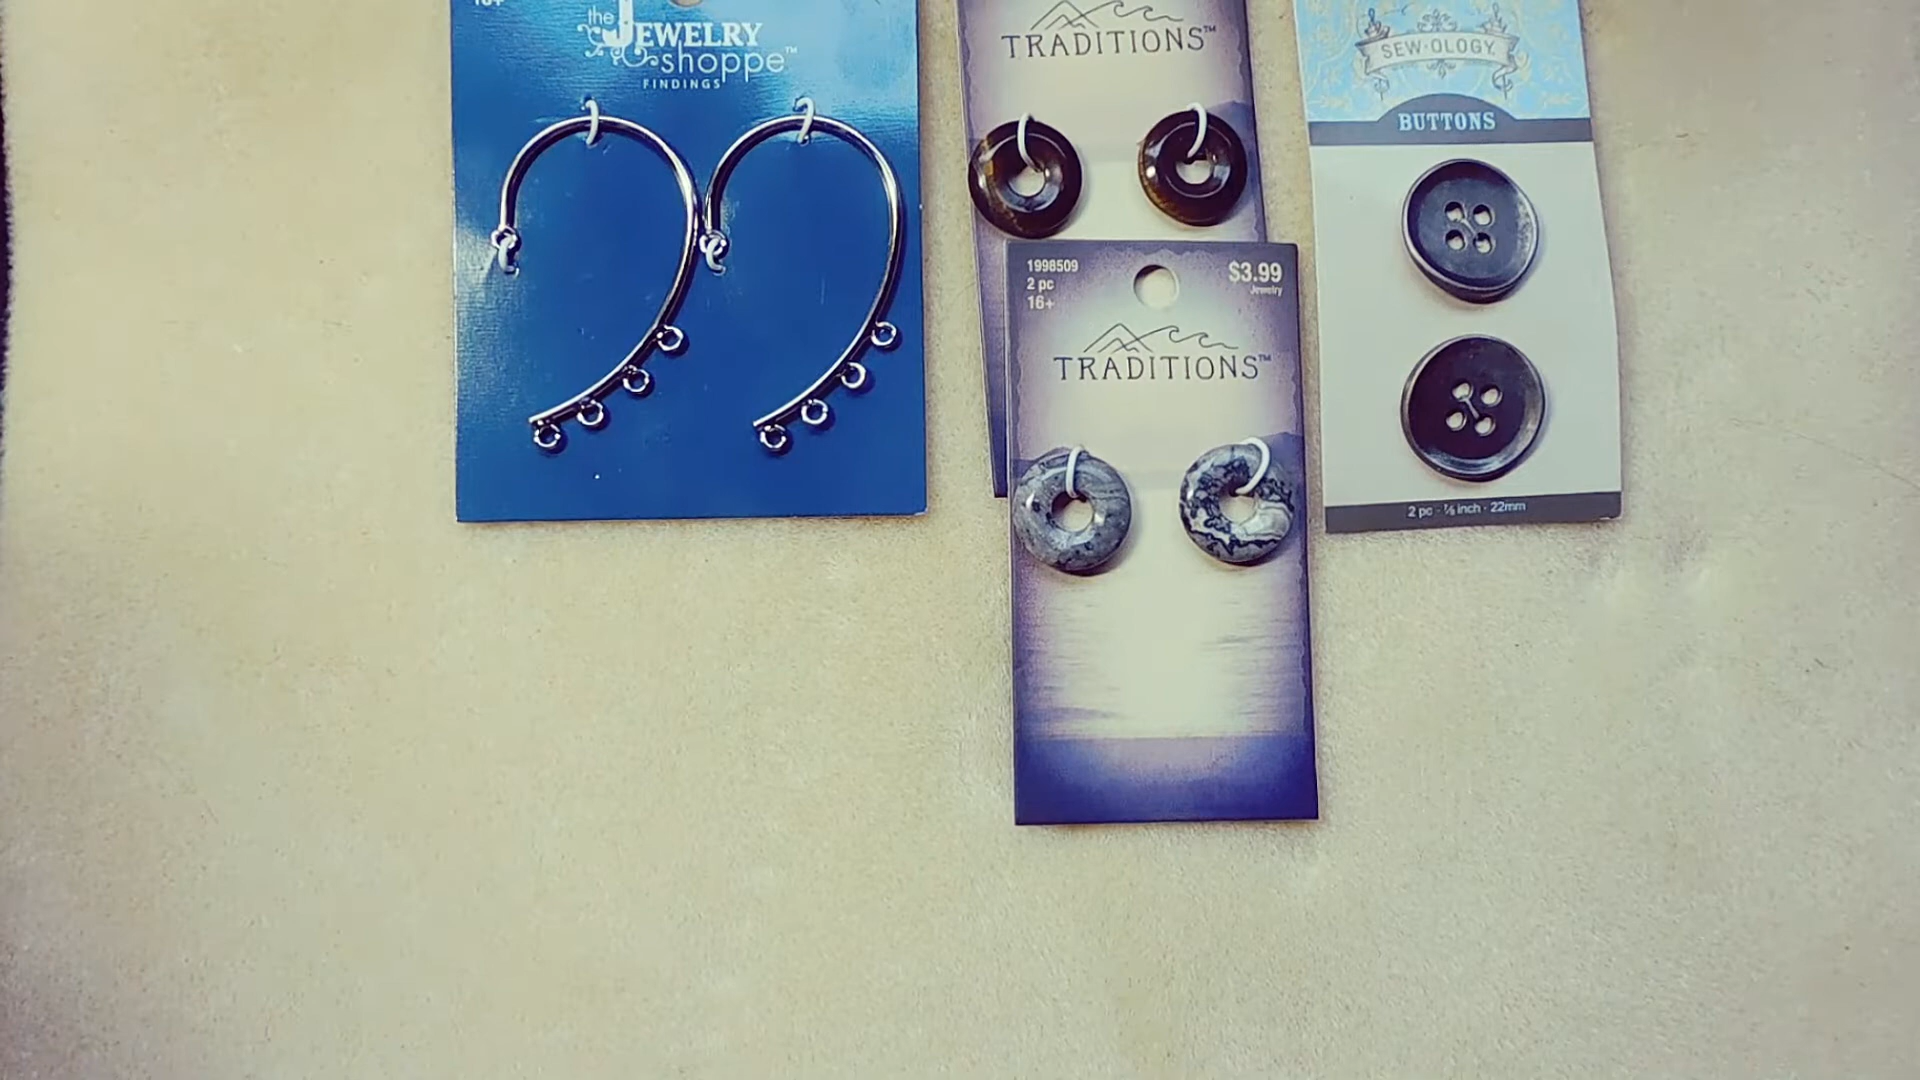 the JEWELRY
shoppe™
FINDINGS
TRADITIONS™
1998509
2 pc
16+
$3.99
Jewelry
TRADITIONS™
SEW·OLOGY
BUTTONS
2 pc · ⅞ inch · 22mm